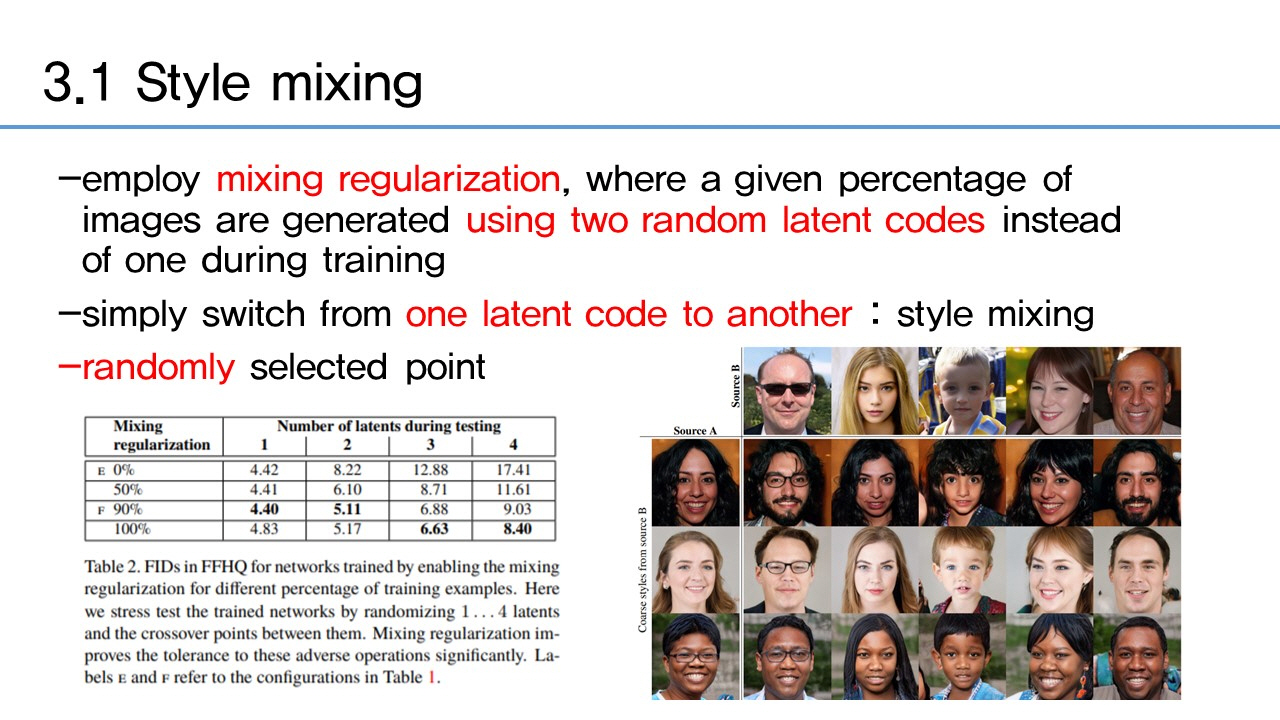 3.1 Style mixing
–employ mixing regularization, where a given percentage of
images are generated using two random latent codes instead
of one during training
–simply switch from one latent code to another : style mixing
–randomly selected point
Mixing regularization Number of latents during testing
1 2 3 4
E 0% 4.42 8.22 12.88 17.41
50% 4.41 6.10 8.71 11.61
F 90% 4.40 5.11 6.88 9.03
100% 4.83 5.17 6.63 8.40
Table 2. FIDs in FFHQ for networks trained by enabling the mixing
regularization for different percentage of training examples. Here
we stress test the trained networks by randomizing 1 . . . 4 latents
and the crossover points between them. Mixing regularization im-
proves the tolerance to these adverse operations significantly. La-
bels E and F refer to the configurations in Table 1.
Source B
Source A
Coarse styles from source B